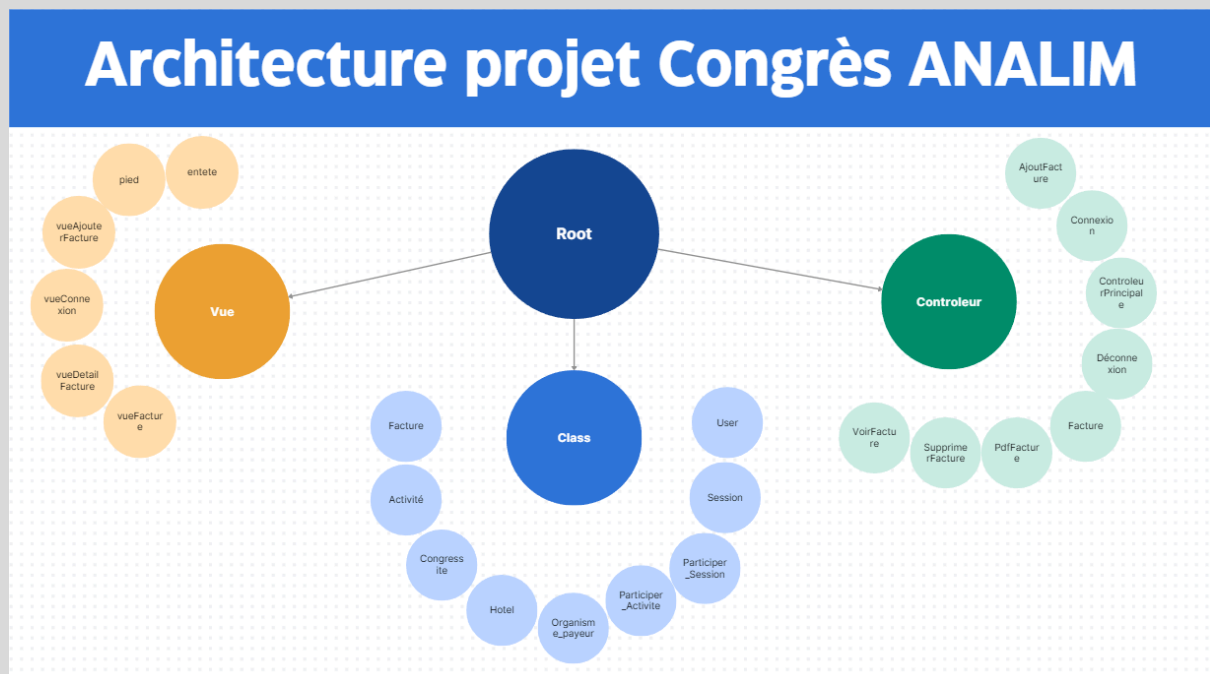 Architecture projet Congrès ANALIM
entete
pied
vueAjoute
rFacture
vueConne
xion
vueDetail
Facture
vueFactur
e
Vue
Root
Class
Facture
Activité
Congress
ite
Hotel
Organism
e_payeur
Participer
_Activite
Participer
_Session
Session
User
Controleur
AjoutFact
ure
Connexio
n
Controleu
rPrincipal
e
Déconne
xion
Facture
PdfFactur
e
Supprime
rFacture
VoirFactu
re